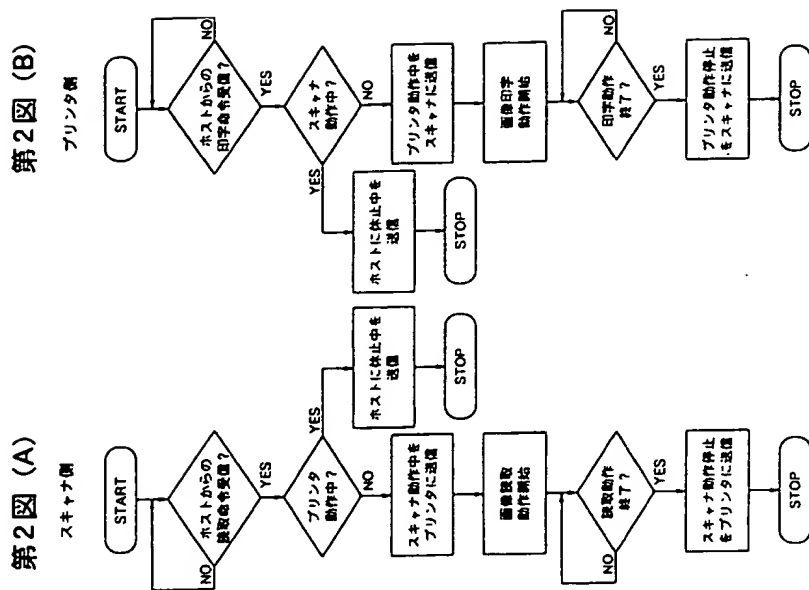 第2図 (A)
スキャナ側
START
ホストからの
読取命令受信?
NO
YES
プリンタ
動作中?
YES
NO
ホストに休止中を
送信
STOP
スキャナ動作中を
プリンタに送信
画像読取
動作開始
読取動作
終了?
NO
YES
スキャナ動作停止
をプリンタに送信
STOP
第2図 (B)
プリンタ側
START
ホストからの
印字命令受信?
NO
YES
スキャナ
動作中?
YES
NO
ホストに休止中を
送信
STOP
プリンタ動作中を
スキャナに送信
画像印字
動作開始
印字動作
終了?
NO
YES
プリンタ動作停止
をスキャナに送信
STOP